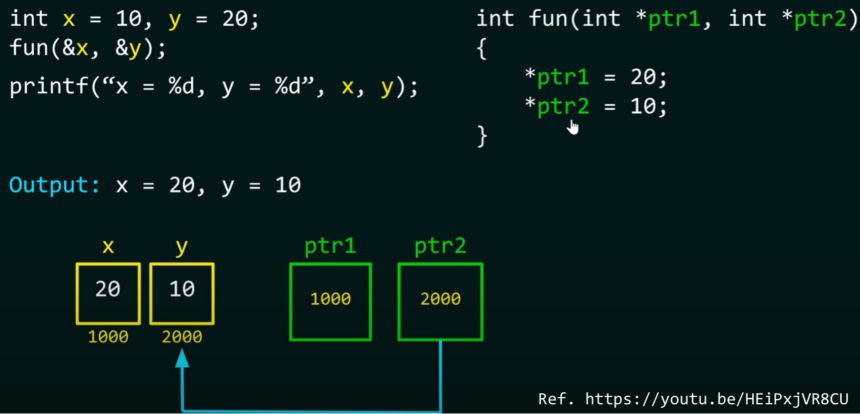 int x = 10, y = 20;
fun(&x, &y);
printf(“x = %d, y = %d”, x, y);
int fun(int *ptr1, int *ptr2)
{
*ptr1 = 20;
*ptr2 = 10;
}
Output: x = 20, y = 10
x y ptr1 ptr2
20 10 1000 2000
1000 2000
Ref. https://youtu.be/HEiPxjVR8CU